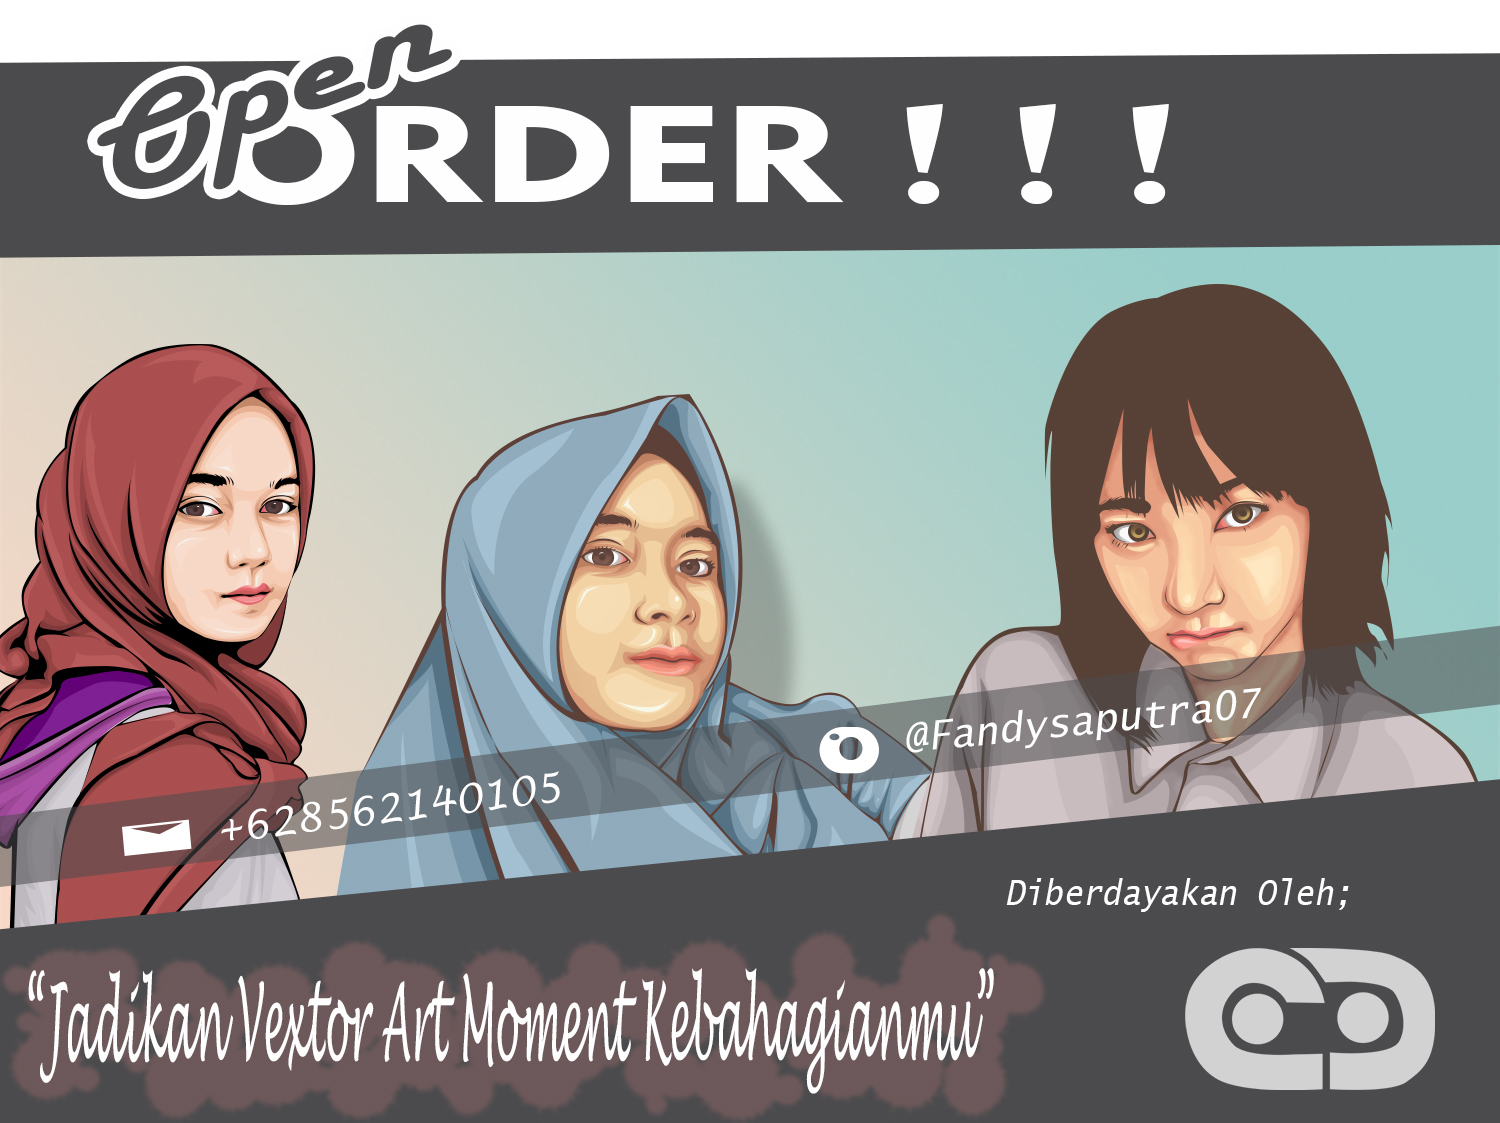 Open
ORDER ! ! !
@Fandysaputra07
+628562140105
Diberdayakan Oleh;
“Jadikan Vextor Art Moment Kebahagianmu”